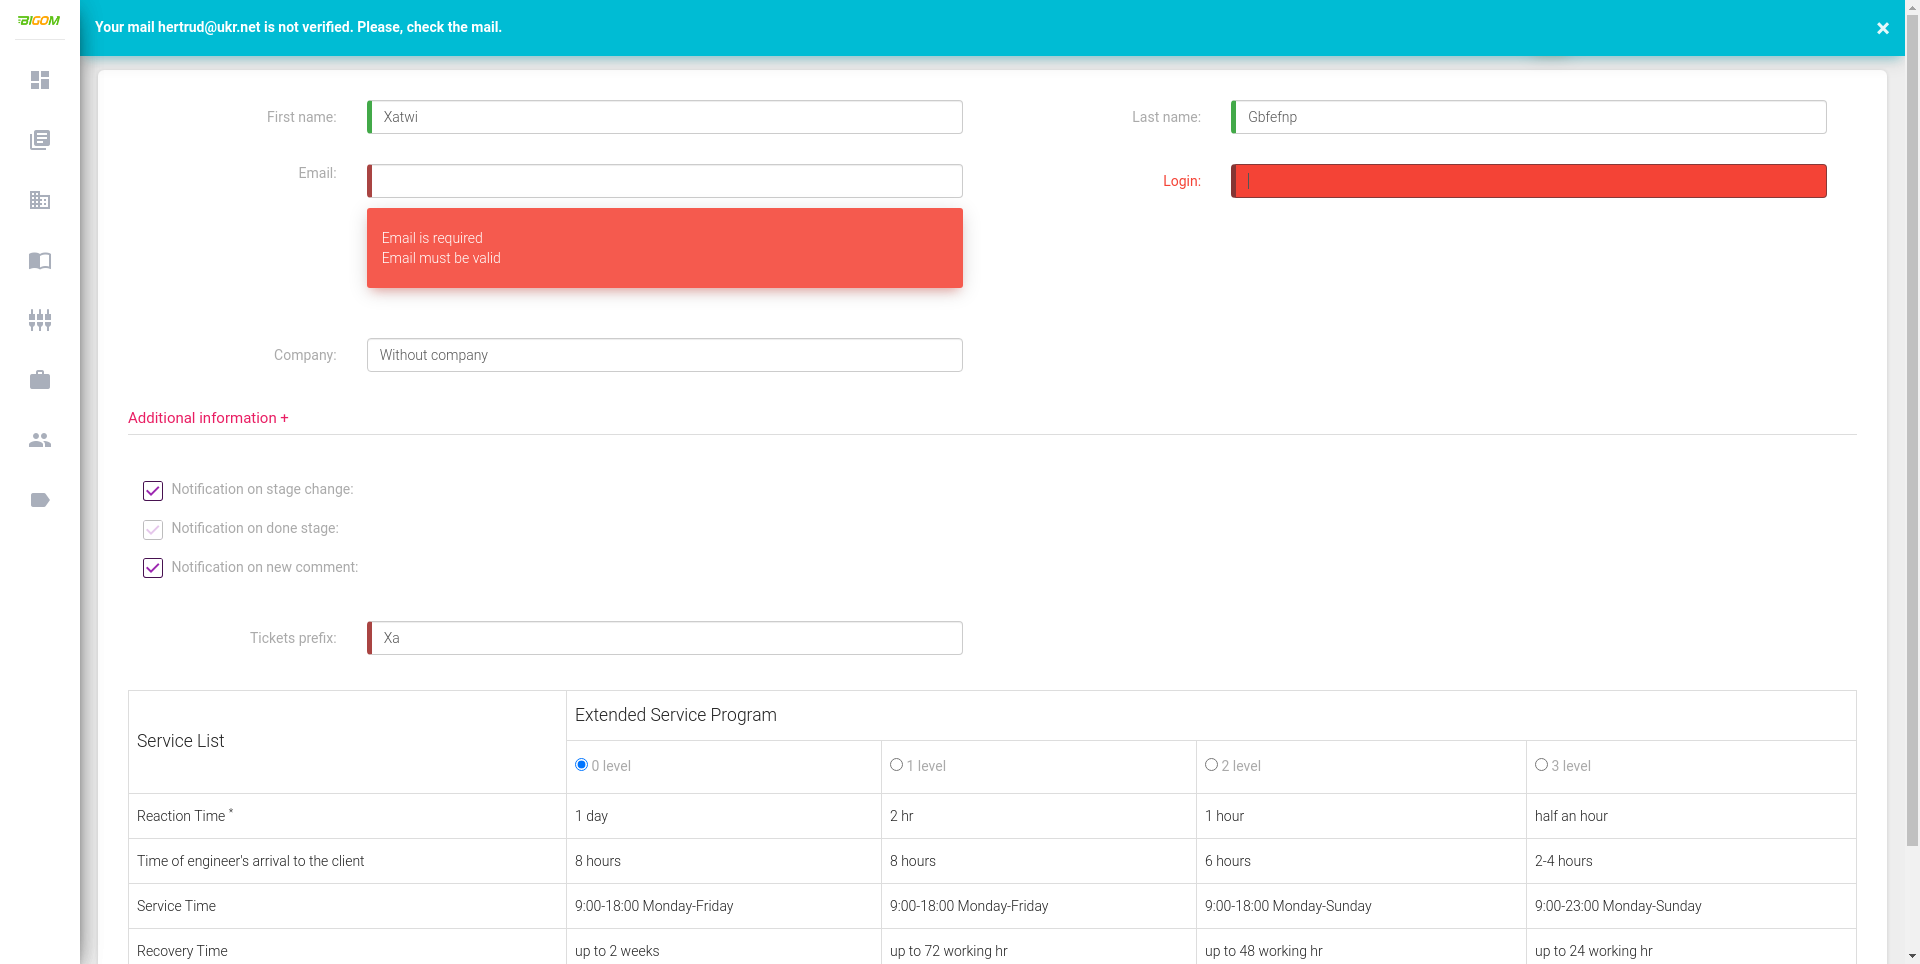 BIGOM
Your mail hertrud@ukr.net is not verified. Please, check the mail.
×
First name:
Xatwi
Last name:
Gbfefnp
Email:
Login:
Email is required
Email must be valid
Company:
Without company
Additional information +
Notification on stage change:
Notification on done stage:
Notification on new comment:
Tickets prefix:
Xa
Service List
Extended Service Program
0 level
1 level
2 level
3 level
Reaction Time *
1 day
2 hr
1 hour
half an hour
Time of engineer's arrival to the client
8 hours
8 hours
6 hours
2-4 hours
Service Time
9:00-18:00 Monday-Friday
9:00-18:00 Monday-Friday
9:00-18:00 Monday-Sunday
9:00-23:00 Monday-Sunday
Recovery Time
up to 2 weeks
up to 72 working hr
up to 48 working hr
up to 24 working hr